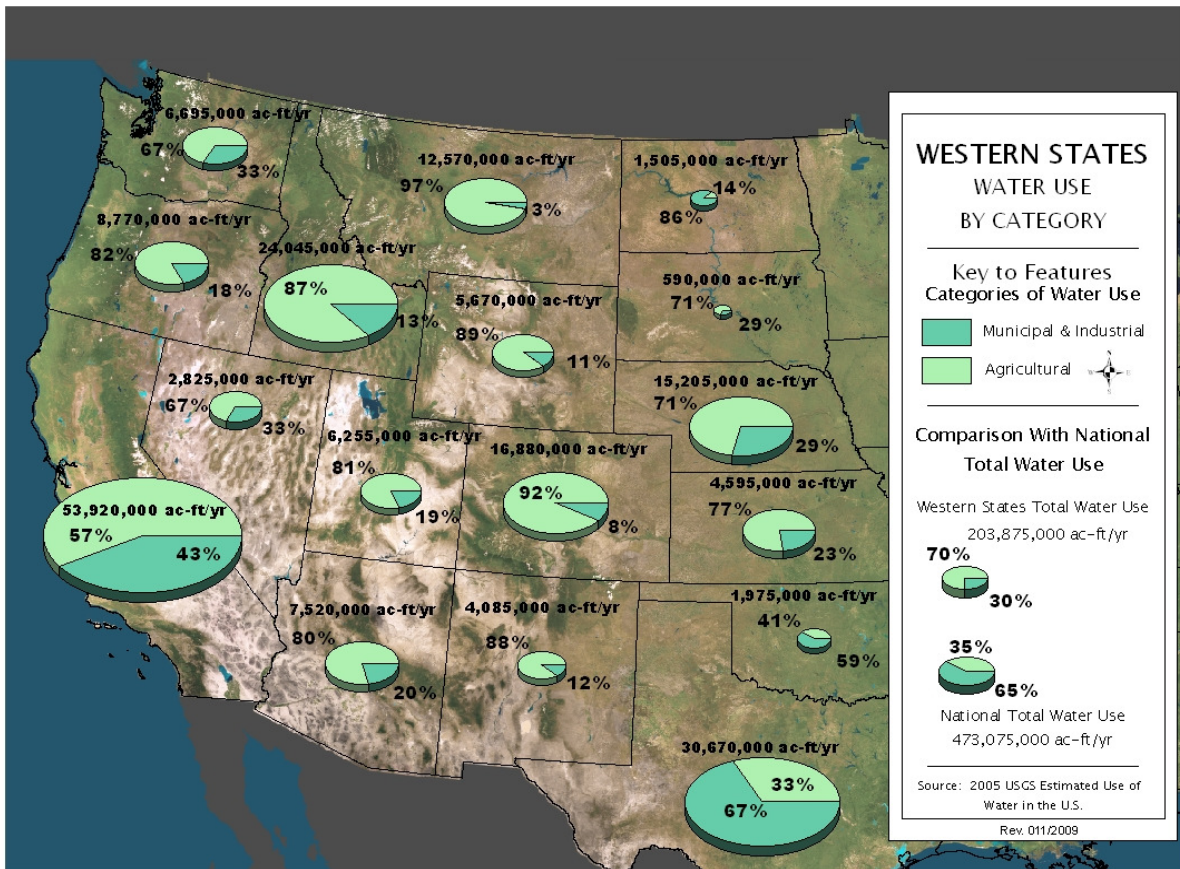 6,695,000 ac-ft/yr
67%
33%
12,570,000 ac-ft/yr
97%
3%
1,505,000 ac-ft/yr
14%
86%
8,770,000 ac-ft/yr
82%
18%
24,045,000 ac-ft/yr
87%
13%
5,670,000 ac-ft/yr
89%
11%
590,000 ac-ft/yr
71%
29%
2,825,000 ac-ft/yr
67%
33%
6,255,000 ac-ft/yr
81%
19%
16,880,000 ac-ft/yr
92%
8%
15,205,000 ac-ft/yr
71%
29%
4,595,000 ac-ft/yr
77%
23%
53,920,000 ac-ft/yr
57%
43%
7,520,000 ac-ft/yr
80%
20%
4,085,000 ac-ft/yr
88%
12%
1,975,000 ac-ft/yr
41%
59%
30,670,000 ac-ft/yr
33%
67%
WESTERN STATES
WATER USE
BY CATEGORY
Key to Features
Categories of Water Use
Municipal & Industrial
Agricultural
N
W
E
S
Comparison With National
Total Water Use
Western States Total Water Use
203,875,000 ac-ft/yr
70%
30%
35%
65%
National Total Water Use
473,075,000 ac-ft/yr
Source: 2005 USGS Estimated Use of
Water in the U.S.
Rev. 011/2009